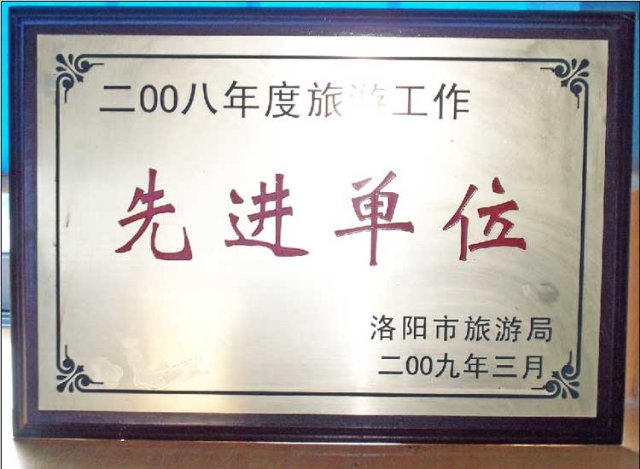 二00八年度旅游工作
先进单位
洛阳市旅游局
二00九年三月